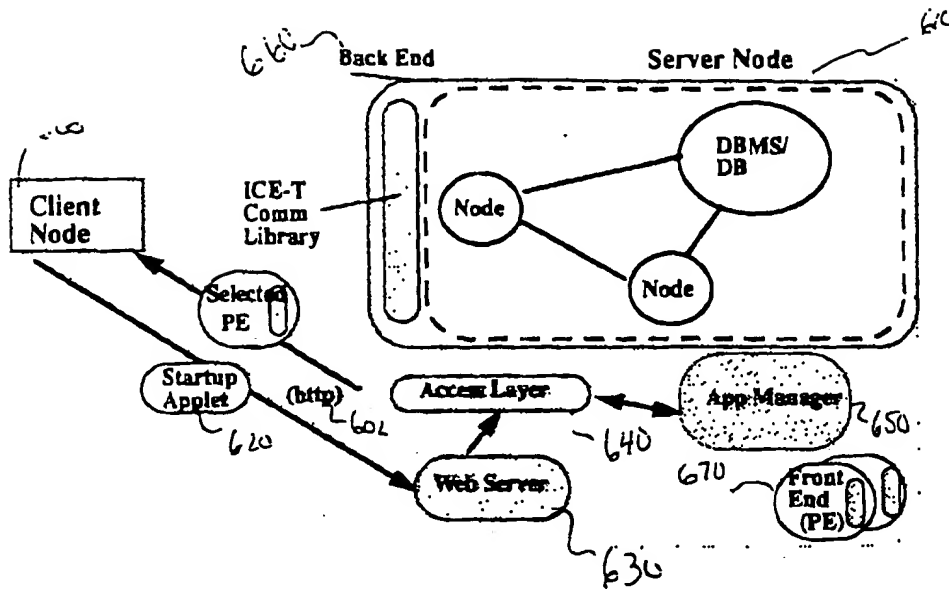 660
Back End
Server Node
DBMS/
DB
ICE-T
Comm
Library
Node
Client
Node
Node
Selected
PE
Startup
Applet
(http)
602
620
Access Layer
640
App Manager
650
Web Server
630
670
Front
End
(PE)